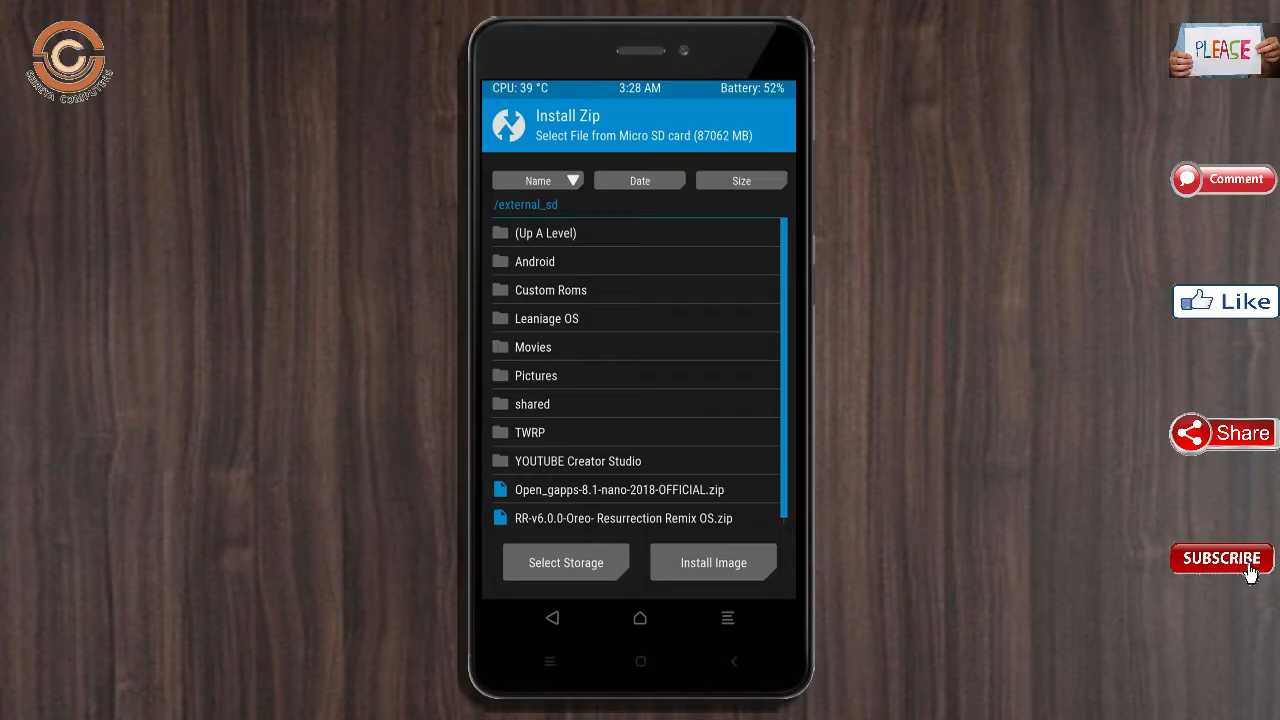 C
SHREYA COMPUTERS
CPU: 39 °C
3:28 AM
Battery: 52%
Install Zip
Select File from Micro SD card (87062 MB)
Name
Date
Size
/external_sd
(Up A Level)
Android
Custom Roms
Leaniage OS
Movies
Pictures
shared
TWRP
YOUTUBE Creator Studio
Open_gapps-8.1-nano-2018-OFFICIAL.zip
RR-v6.0.0-Oreo- Resurrection Remix OS.zip
Select Storage
Install Image
PLEASE
Comment
Like
Share
SUBSCRIBE